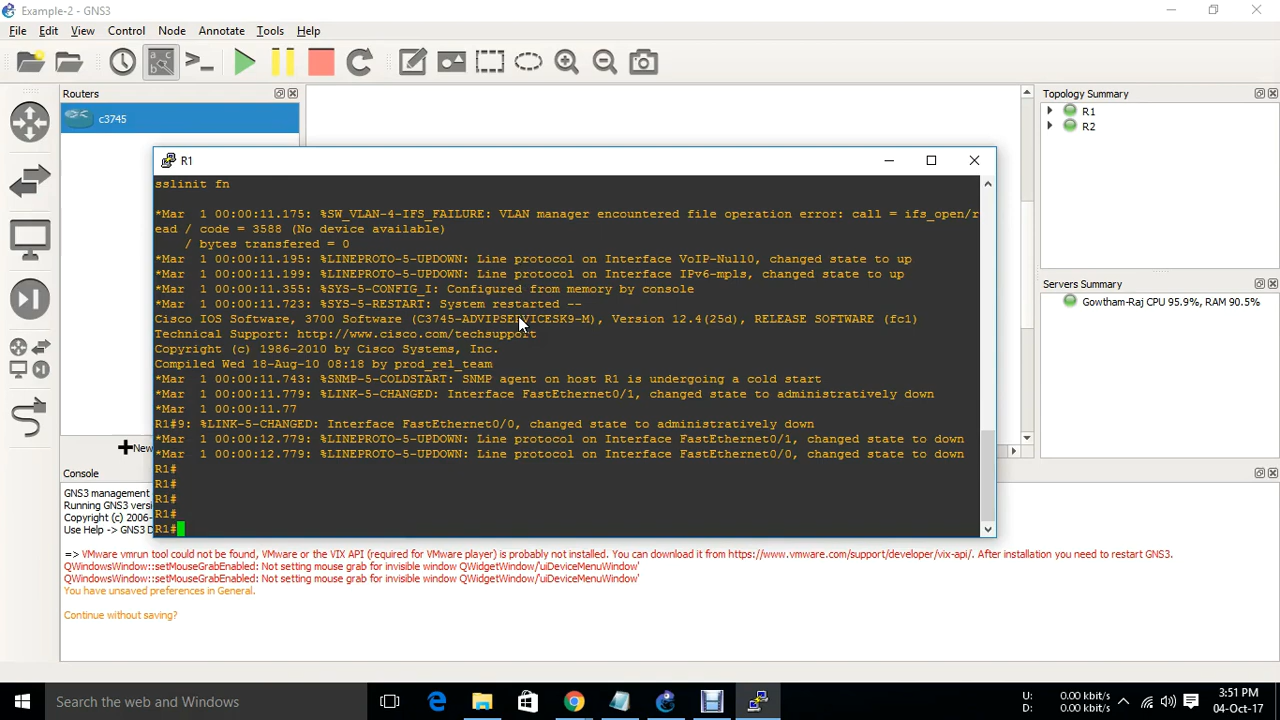 Example-2 - GNS3
File Edit View Control Node Annotate Tools Help
Routers
c3745
Topology Summary
R1
R2
R1
sslinit fn
*Mar  1 00:00:11.175: %SW_VLAN-4-IFS_FAILURE: VLAN manager encountered file operation error: call = ifs_open/r
ead / code = 3588 (No device available)
/ bytes transfered = 0
*Mar  1 00:00:11.195: %LINEPROTO-5-UPDOWN: Line protocol on Interface VoIP-Null0, changed state to up
*Mar  1 00:00:11.199: %LINEPROTO-5-UPDOWN: Line protocol on Interface IPv6-mpls, changed state to up
*Mar  1 00:00:11.355: %SYS-5-CONFIG_I: Configured from memory by console
*Mar  1 00:00:11.723: %SYS-5-RESTART: System restarted --
Cisco IOS Software, 3700 Software (C3745-ADVIPSERVICESK9-M), Version 12.4(25d), RELEASE SOFTWARE (fc1)
Technical Support: http://www.cisco.com/techsupport
Copyright (c) 1986-2010 by Cisco Systems, Inc.
Compiled Wed 18-Aug-10 08:18 by prod_rel_team
*Mar  1 00:00:11.743: %SNMP-5-COLDSTART: SNMP agent on host R1 is undergoing a cold start
*Mar  1 00:00:11.779: %LINK-5-CHANGED: Interface FastEthernet0/1, changed state to administratively down
*Mar  1 00:00:11.77
R1#9: %LINK-5-CHANGED: Interface FastEthernet0/0, changed state to administratively down
*Mar  1 00:00:12.779: %LINEPROTO-5-UPDOWN: Line protocol on Interface FastEthernet0/1, changed state to down
*Mar  1 00:00:12.779: %LINEPROTO-5-UPDOWN: Line protocol on Interface FastEthernet0/0, changed state to down
R1#
R1#
R1#
R1#
R1#
Servers Summary
Gowtham-Raj CPU 95.9%, RAM 90.5%
New
Console
GNS3 management
Running GNS3 versi
Copyright (c) 2006-
Use Help -> GNS3 D
=> VMware vmrun tool could not be found, VMware or the VIX API (required for VMware player) is probably not installed. You can download it from https://www.vmware.com/support/developer/vix-api/. After installation you need to restart GNS3.
QWindowsWindow::setMouseGrabEnabled: Not setting mouse grab for invisible window QWidgetWindow/'uiDeviceMenuWindow'
QWindowsWindow::setMouseGrabEnabled: Not setting mouse grab for invisible window QWidgetWindow/'uiDeviceMenuWindow'
You have unsaved preferences in General.
Continue without saving?
Search the web and Windows
U: 0.00 kbit/s
D: 0.00 kbit/s
3:51 PM
04-Oct-17